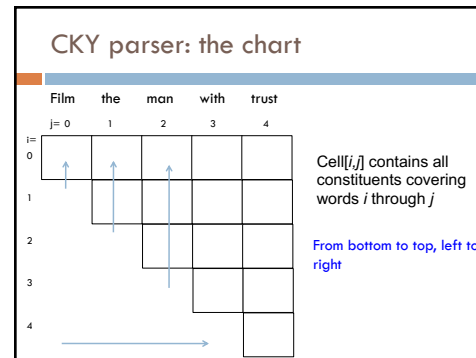 CKY parser: the chart
Film the man with trust
j= 0 1 2 3 4
i=
0
1
2
3
4
Cell[i,j] contains all
constituents covering
words i through j
From bottom to top, left to
right